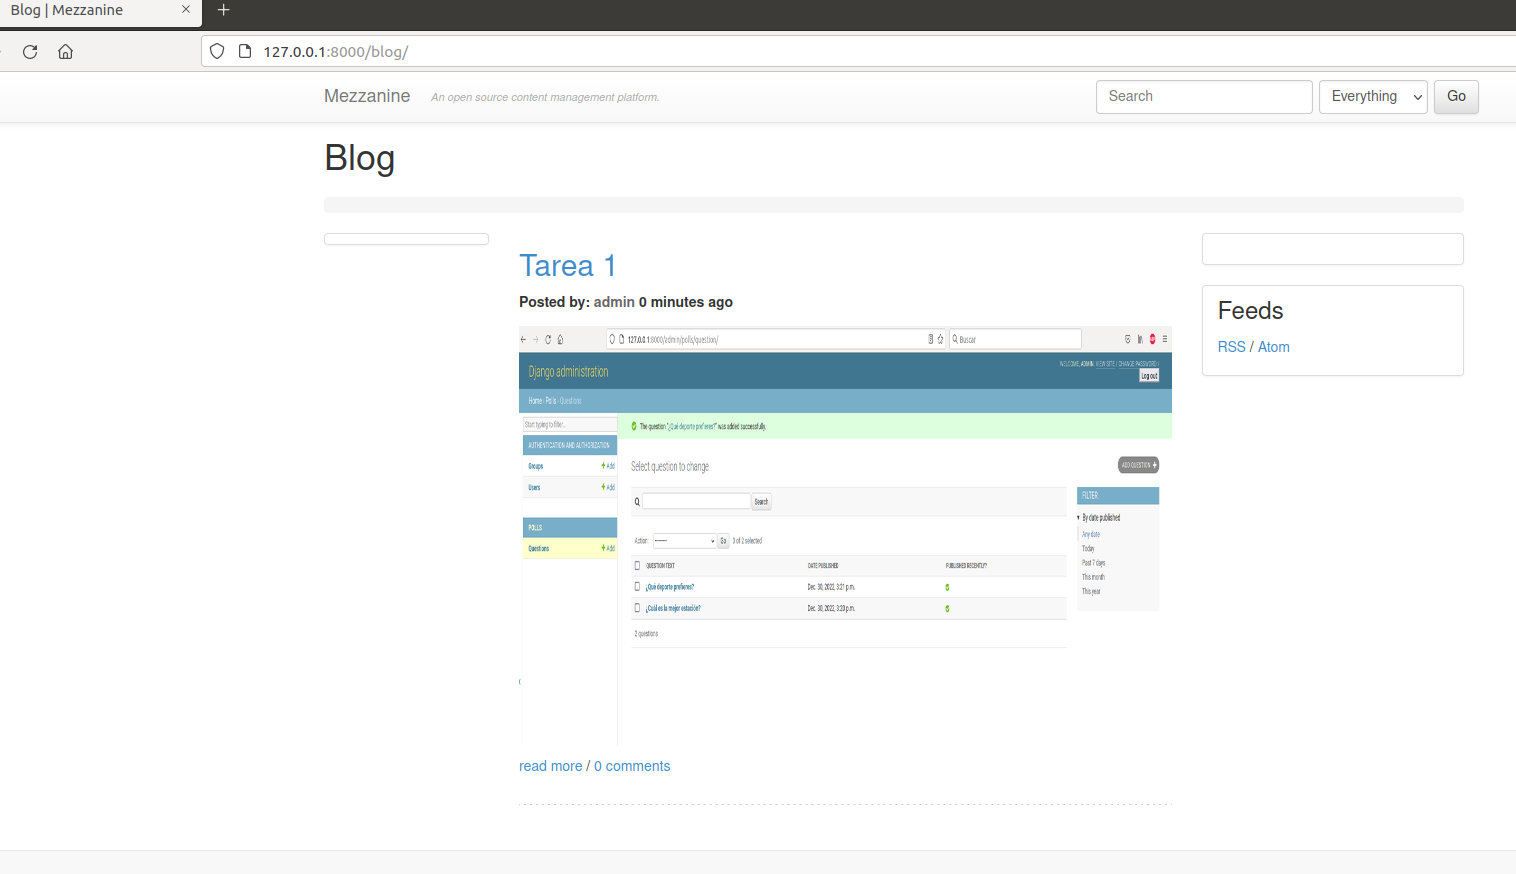 Blog | Mezzanine
127.0.0.1:8000/blog/
Mezzanine An open source content management platform. Search Everything Go
Blog
Tarea 1
Posted by: admin 0 minutes ago
Feeds
RSS / Atom
127.0.0.1:8000/admin/polls/question/ Buscar
Django administration
WELCOME, ADMIN. VIEW SITE / CHANGE PASSWORD /
Log out
Home › Polls › Questions
Start typing to filter...
The question "¿Qué deporte prefieres?" was added successfully.
AUTHENTICATION AND AUTHORIZATION
Groups Add
Users Add
POLLS
Questions Add
Select question to change
ADD QUESTION
Search
Action: --------- Go 0 of 2 selected
QUESTION TEXT DATE PUBLISHED PUBLISHED RECENTLY?
¿Qué deporte prefieres? Dec. 30, 2022, 3:21 p.m.
¿Cuál es la mejor estación? Dec. 30, 2022, 3:20 p.m.
2 questions
FILTER
By date published
Any date
Today
Past 7 days
This month
This year
read more / 0 comments